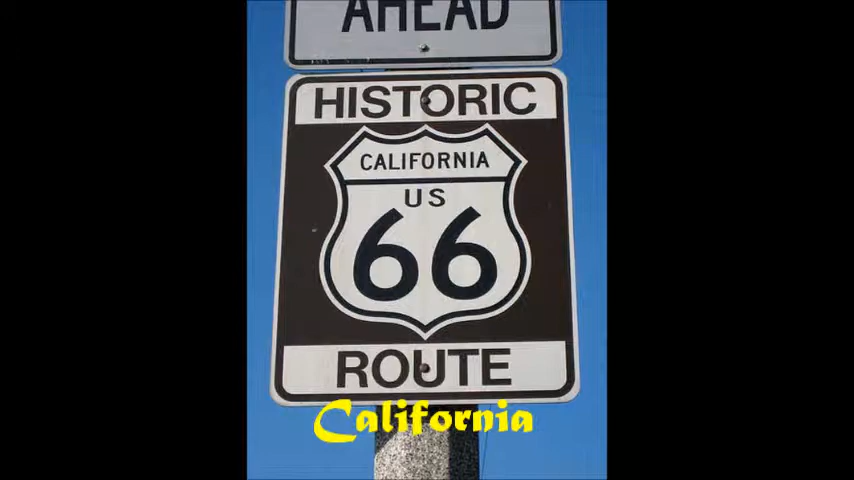 AHEAD
HISTORIC
CALIFORNIA
US
66
ROUTE
California